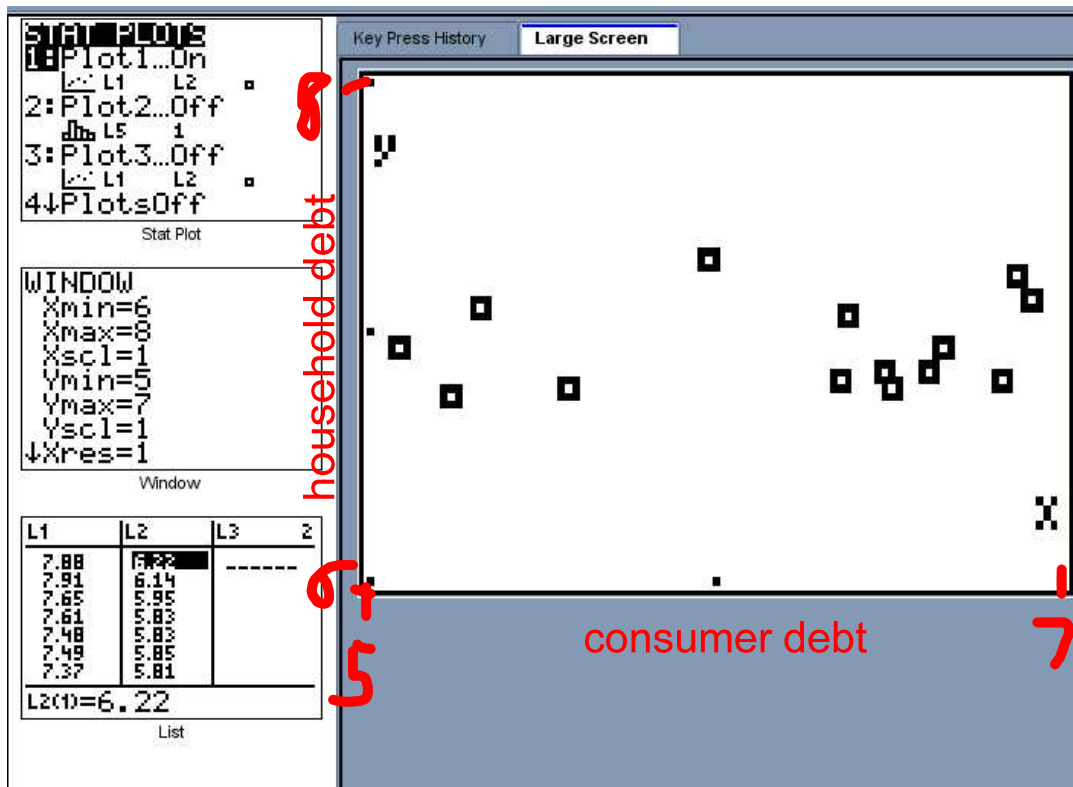 STAT PLOTS
1:Plot1...On
L1 L2
2:Plot2...Off
L5 1
3:Plot3...Off
L1 L2
4↓PlotsOff
Stat Plot
WINDOW
Xmin=6
Xmax=8
Xscl=1
Ymin=5
Ymax=7
Yscl=1
↓Xres=1
Window
L1 L2 L3 2
7.88 6.22 ------
7.91 6.14
7.65 5.95
7.61 5.83
7.48 5.83
7.49 5.85
7.37 5.81
L2(1)=6.22
List
Key Press History
Large Screen
8
y
household debt
X
6
5
consumer debt
7